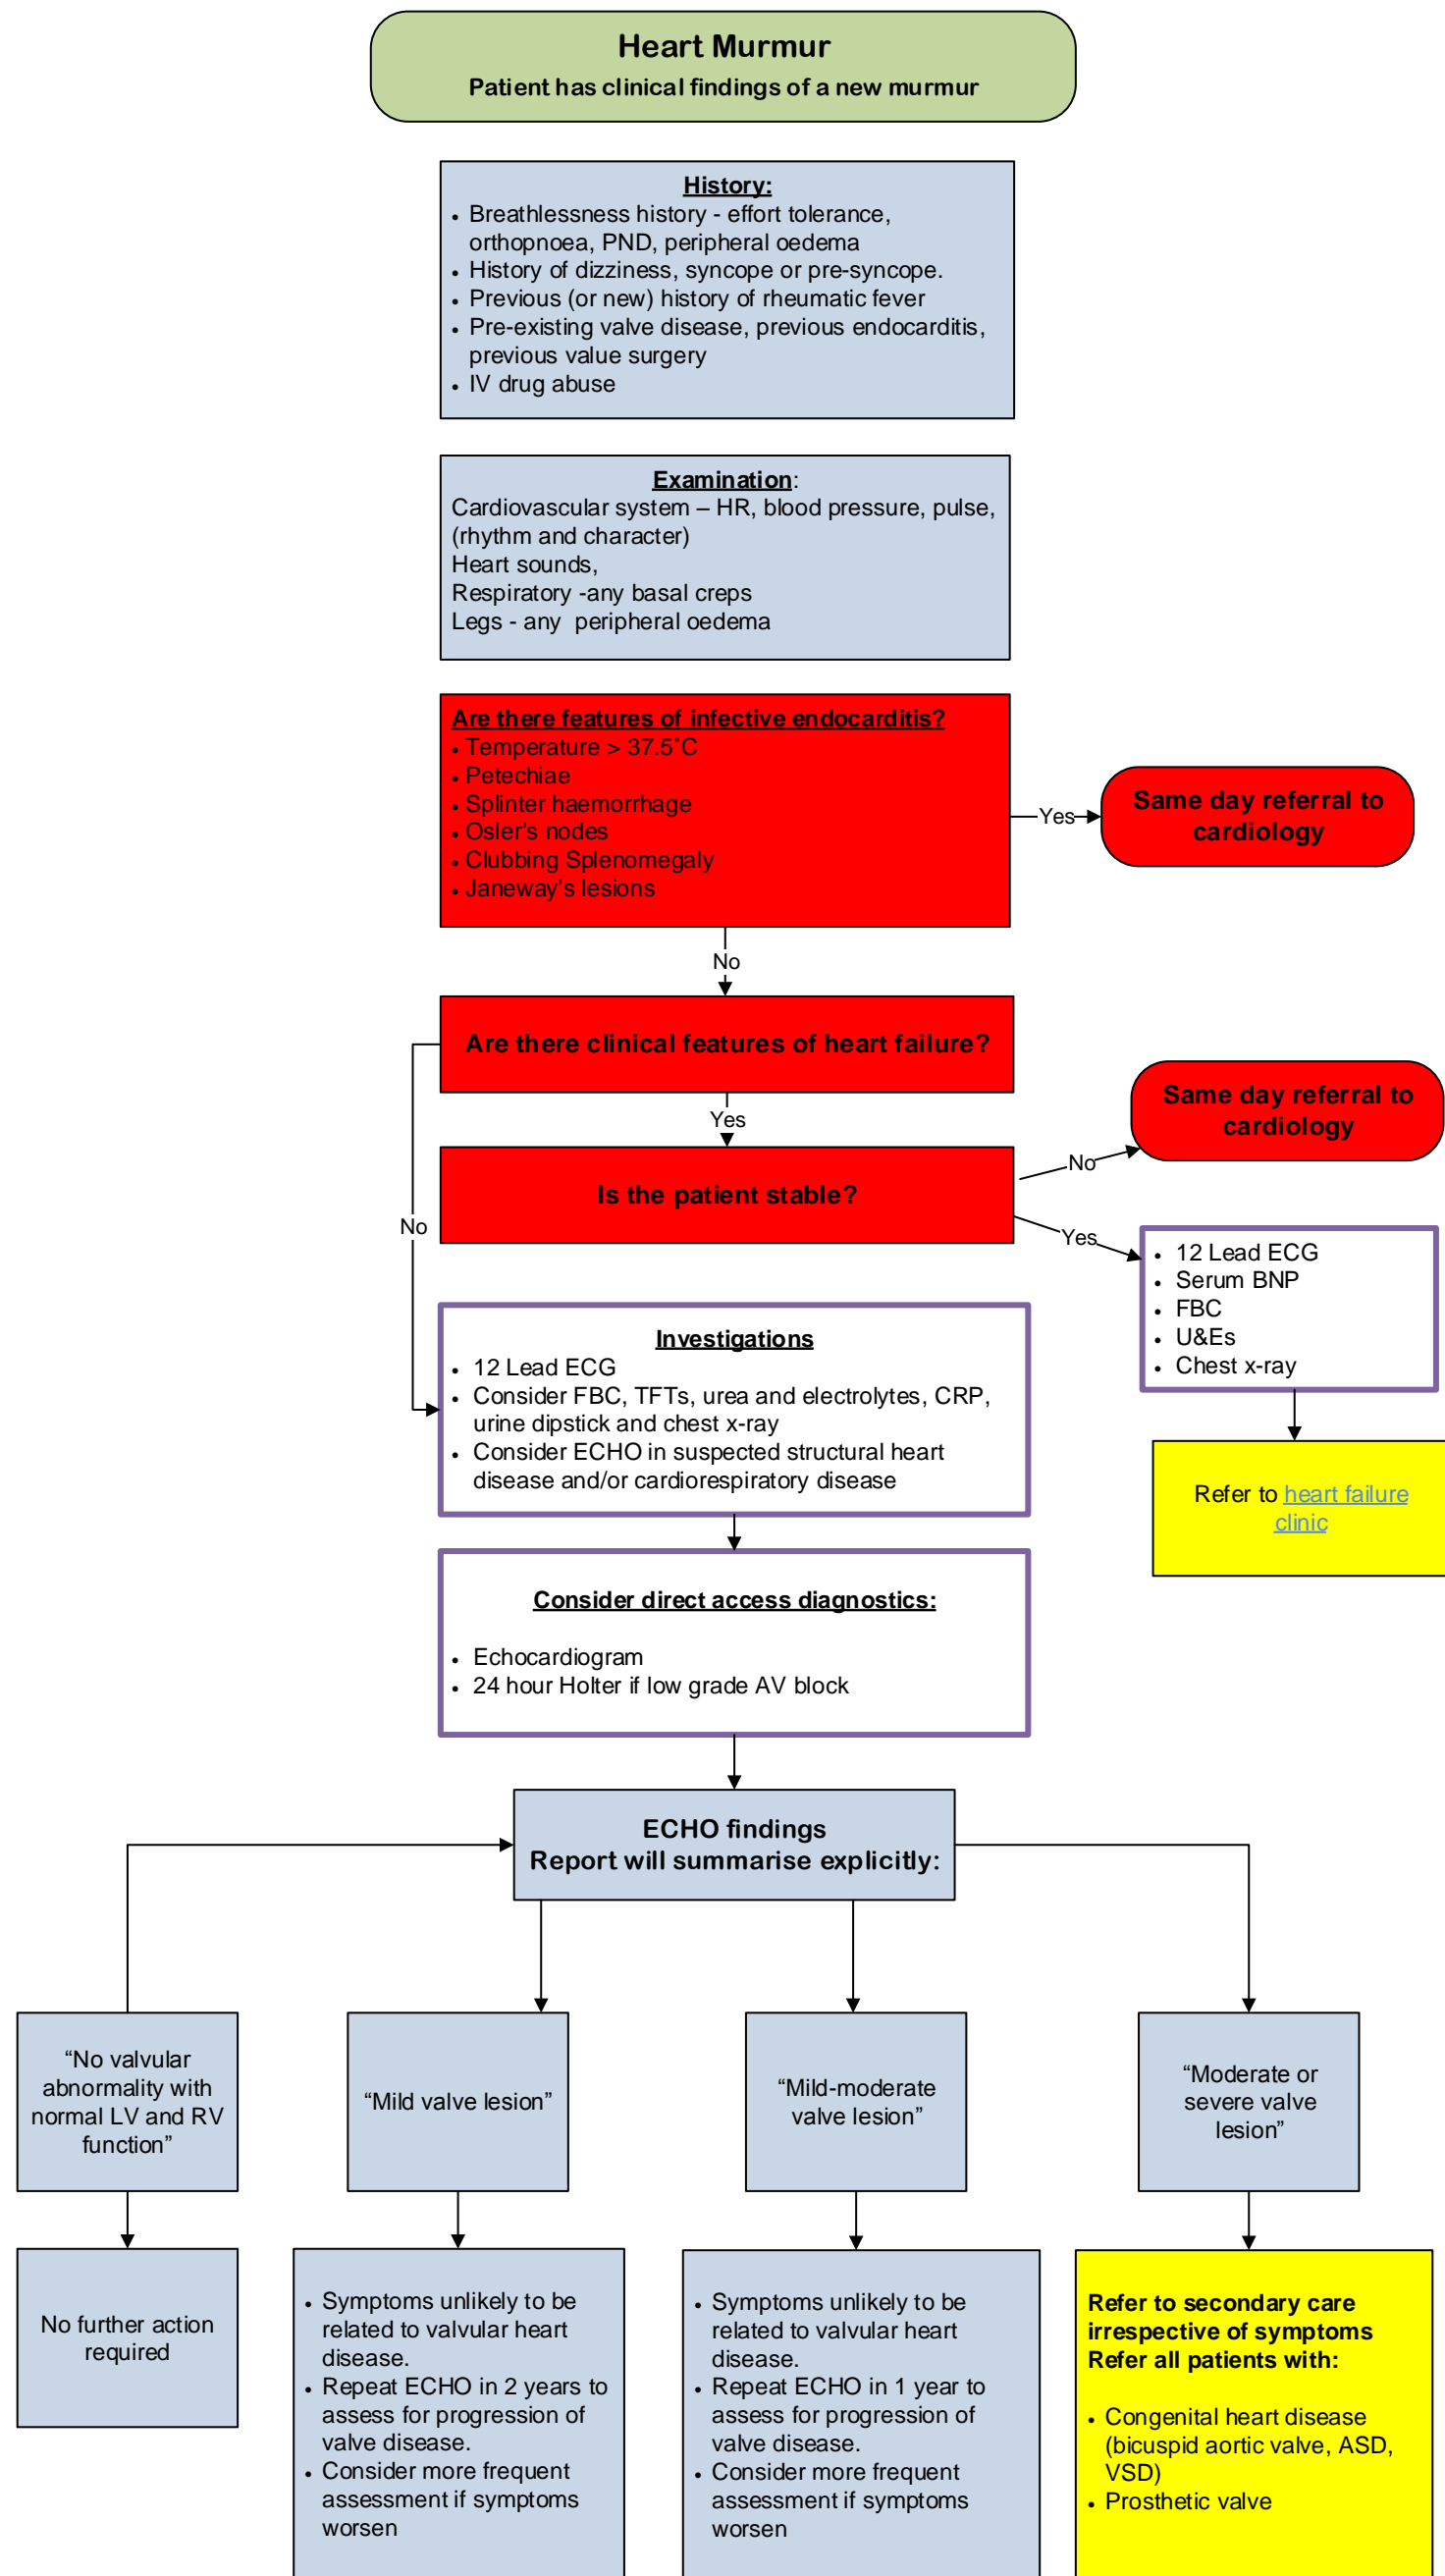 Heart Murmur
Patient has clinical findings of a new murmur
History:
• Breathlessness history - effort tolerance,
orthopnoea, PND, peripheral oedema
• History of dizziness, syncope or pre-syncope.
• Previous (or new) history of rheumatic fever
• Pre-existing valve disease, previous endocarditis,
previous value surgery
• IV drug abuse
Examination:
Cardiovascular system – HR, blood pressure, pulse,
(rhythm and character)
Heart sounds,
Respiratory -any basal creps
Legs - any peripheral oedema
Are there features of infective endocarditis?
• Temperature > 37.5˚C
• Petechiae
• Splinter haemorrhage
• Osler's nodes
• Clubbing Splenomegaly
• Janeway's lesions
Yes
Same day referral to
cardiology
No
Are there clinical features of heart failure?
Yes
No
Is the patient stable?
No
Same day referral to
cardiology
Yes
• 12 Lead ECG
• Serum BNP
• FBC
• U&Es
• Chest x-ray
Refer to heart failure
clinic
Investigations
• 12 Lead ECG
• Consider FBC, TFTs, urea and electrolytes, CRP,
urine dipstick and chest x-ray
• Consider ECHO in suspected structural heart
disease and/or cardiorespiratory disease
Consider direct access diagnostics:
• Echocardiogram
• 24 hour Holter if low grade AV block
ECHO findings
Report will summarise explicitly:
“No valvular
abnormality with
normal LV and RV
function”
No further action
required
“Mild valve lesion”
• Symptoms unlikely to be
related to valvular heart
disease.
• Repeat ECHO in 2 years to
assess for progression of
valve disease.
• Consider more frequent
assessment if symptoms
worsen
“Mild-moderate
valve lesion”
• Symptoms unlikely to be
related to valvular heart
disease.
• Repeat ECHO in 1 year to
assess for progression of
valve disease.
• Consider more frequent
assessment if symptoms
worsen
“Moderate or
severe valve
lesion”
Refer to secondary care
irrespective of symptoms
Refer all patients with:
• Congenital heart disease
(bicuspid aortic valve, ASD,
VSD)
• Prosthetic valve